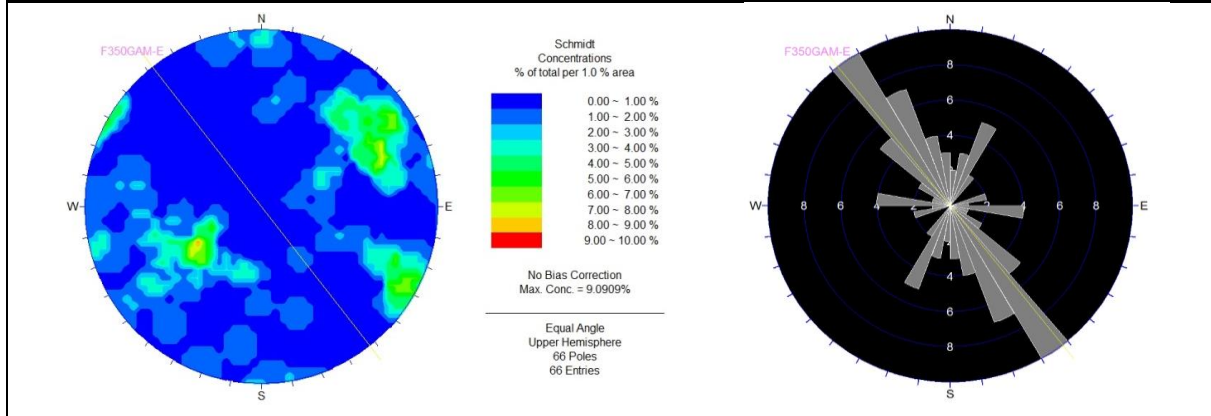 N
F350GAM-E
W
E
S
Schmidt
Concentrations
% of total per 1.0 % area
0.00 ~ 1.00 %
1.00 ~ 2.00 %
2.00 ~ 3.00 %
3.00 ~ 4.00 %
4.00 ~ 5.00 %
5.00 ~ 6.00 %
6.00 ~ 7.00 %
7.00 ~ 8.00 %
8.00 ~ 9.00 %
9.00 ~ 10.00 %
No Bias Correction
Max. Conc. = 9.0909%
Equal Angle
Upper Hemisphere
66 Poles
66 Entries
N
F350GAM-E
8
6
4
2
W 8 6 4 2 2 4 6 8 E
2
4
6
8
S